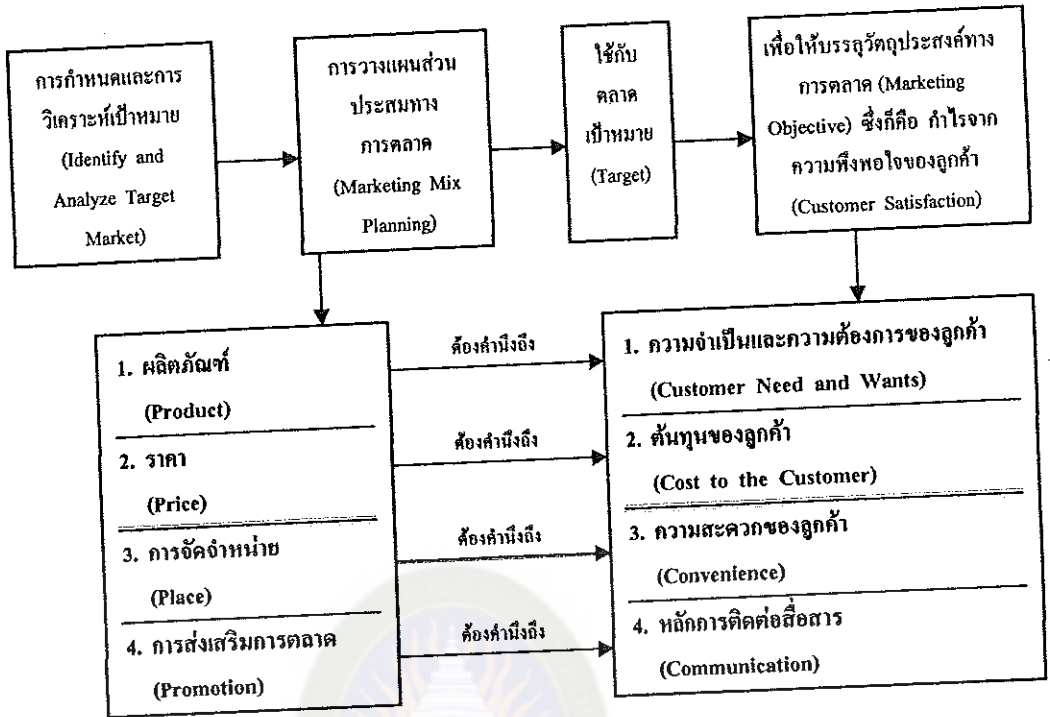 การกำหนดและการ
วิเคราะห์เป้าหมาย
(Identify and
Analyze Target
Market)
การวางแผนส่วน
ประสมทาง
การตลาด
(Marketing Mix
Planning)
ใช้กับ
ตลาด
เป้าหมาย
(Target)
เพื่อให้บรรลุวัตถุประสงค์ทาง
การตลาด (Marketing
Objective) ซึ่งก็คือ กำไรจาก
ความพึงพอใจของลูกค้า
(Customer Satisfaction)
1. ผลิตภัณฑ์
(Product)
2. ราคา
(Price)
3. การจัดจำหน่าย
(Place)
4. การส่งเสริมการตลาด
(Promotion)
ต้องคำนึงถึง
ต้องคำนึงถึง
ต้องคำนึงถึง
ต้องคำนึงถึง
1. ความจำเป็นและความต้องการของลูกค้า
(Customer Need and Wants)
2. ต้นทุนของลูกค้า
(Cost to the Customer)
3. ความสะดวกของลูกค้า
(Convenience)
4. หลักการติดต่อสื่อสาร
(Communication)